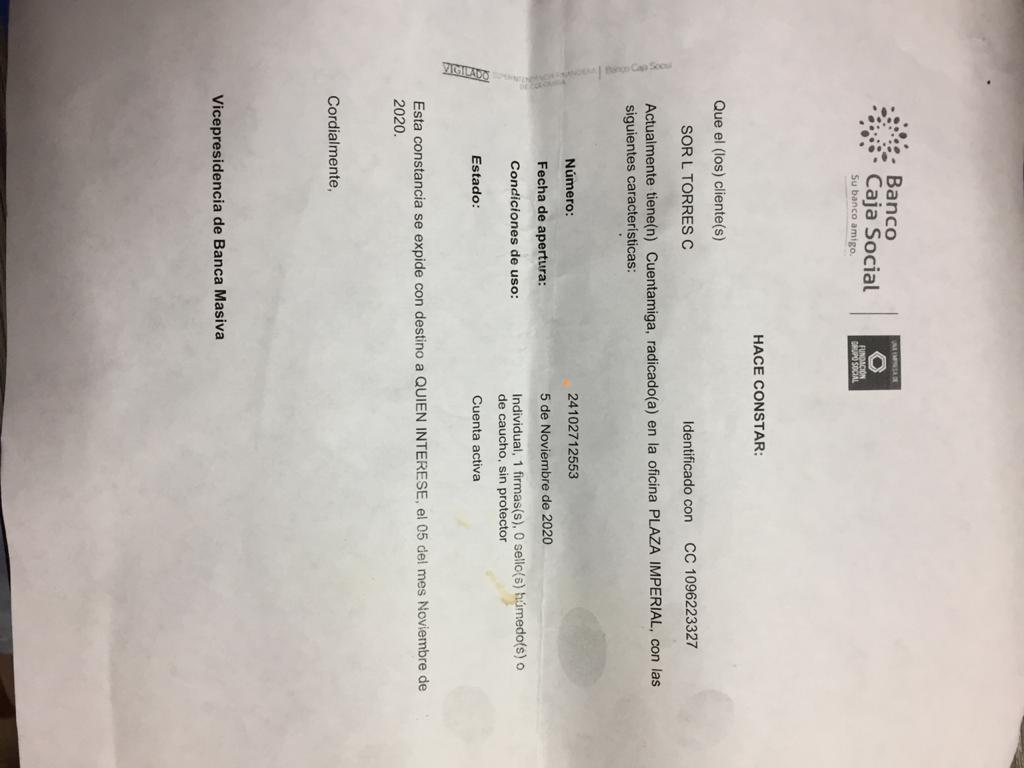 Banco
Caja Social
Su banco amigo.
UNA EMPRESA DE
FUNDACIÓN
GRUPO SOCIAL
HACE CONSTAR:
Que el (los) cliente(s)
SOR L TORRES C Identificado con CC 1096223327
Actualmente tiene(n) Cuentamiga, radicado(a) en la oficina PLAZA IMPERIAL, con las
siguientes características:
Número: 24102712553
Fecha de apertura: 5 de Noviembre de 2020
Condiciones de uso: Individual, 1 firmas(s), 0 sello(s) húmedo(s) o
de caucho, sin protector
Estado: Cuenta activa
Esta constancia se expide con destino a QUIEN INTERESE, el 05 del mes Noviembre de
2020.
Cordialmente,
Vicepresidencia de Banca Masiva
VIGILADO SUPERINTENDENCIA FINANCIERA
DE COLOMBIA
Banco Caja Social